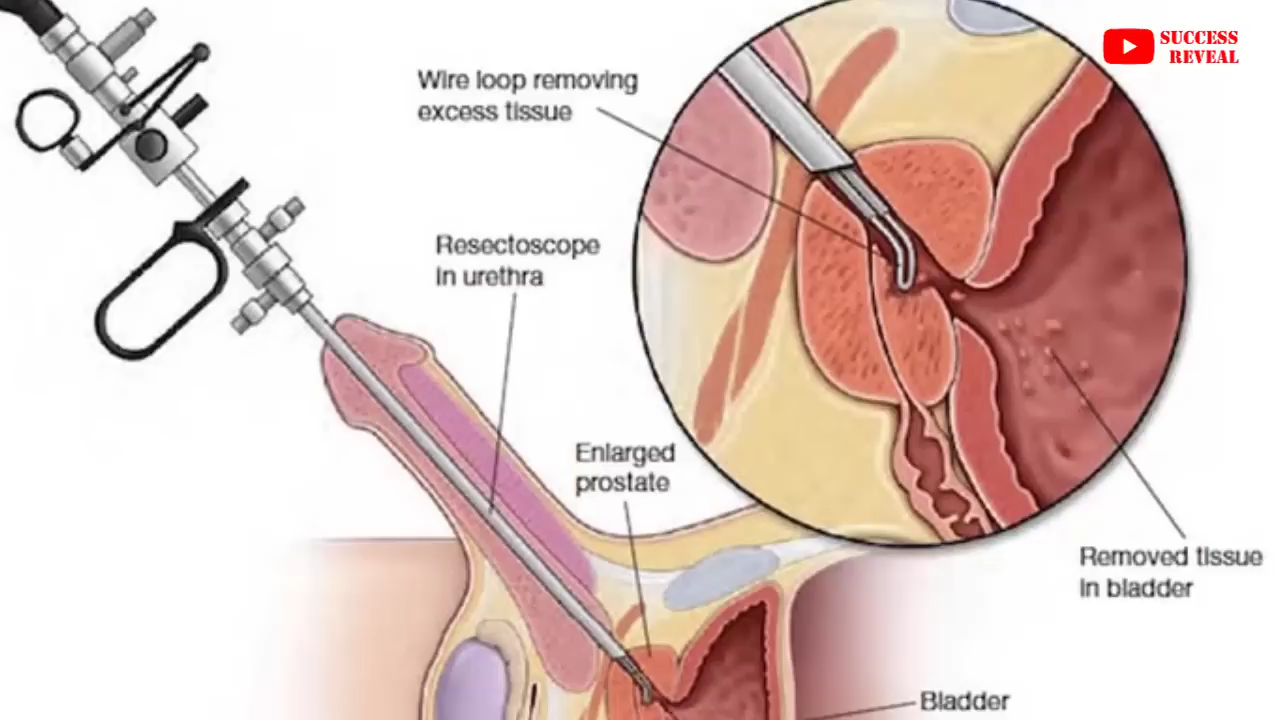 SUCCESS
REVEAL
Wire loop removing
excess tissue
Resectoscope
in urethra
Enlarged
prostate
Removed tissue
in bladder
Bladder